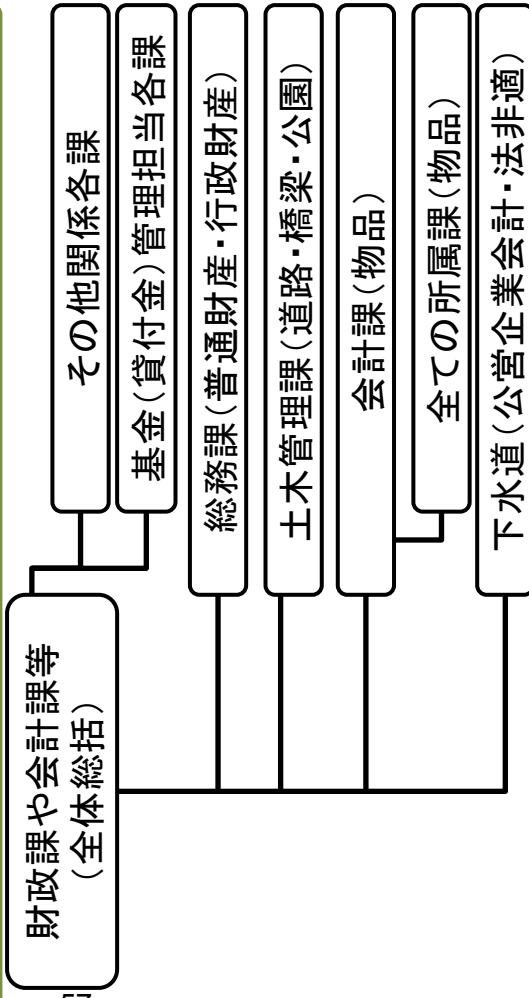 財政課や会計課等
（全体総括）
その他関係各課
基金（貸付金）管理担当各課
総務課（普通財産・行政財産）
土木管理課（道路・橋梁・公園）
会計課（物品）
全ての所属課（物品）
下水道（公営企業会計・法非適）